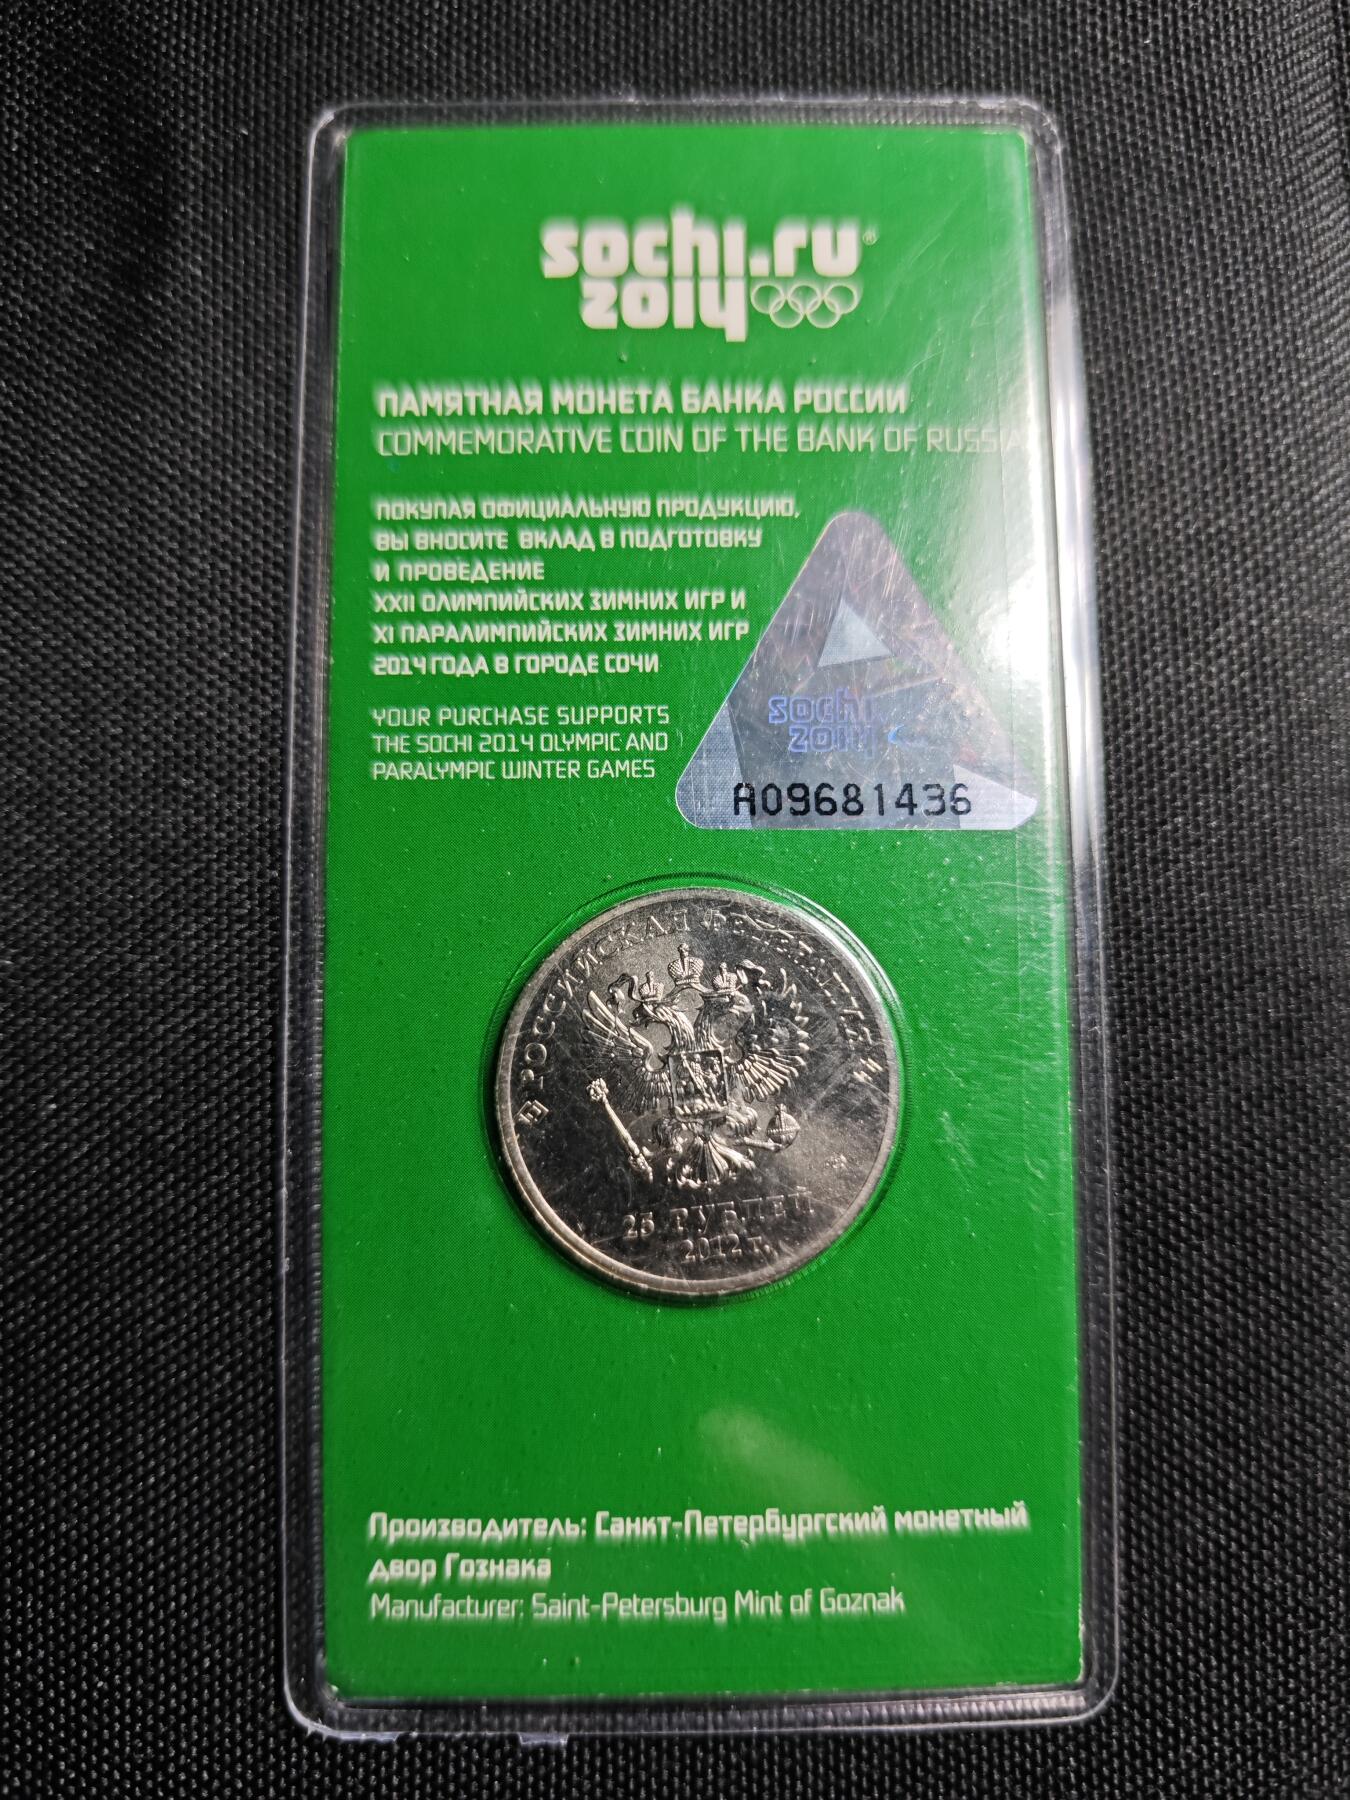 sochi.ru®
2014
ПАМЯТНАЯ МОНЕТА БАНКА РОССИИ
COMMEMORATIVE COIN OF THE BANK OF RUSSIA
ПОКУПАЯ ОФИЦИАЛЬНУЮ ПРОДУКЦИЮ,
ВЫ ВНОСИТЕ ВКЛАД В ПОДГОТОВКУ
И ПРОВЕДЕНИЕ
XXII ОЛИМПИЙСКИХ ЗИМНИХ ИГР И
XI ПАРАЛИМПИЙСКИХ ЗИМНИХ ИГР
2014 ГОДА В ГОРОДЕ СОЧИ
YOUR PURCHASE SUPPORTS
THE SOCHI 2014 OLYMPIC AND
PARALYMPIC WINTER GAMES
sochi
2014
A09681436
РОССИЙСКАЯ ФЕДЕРАЦИЯ
25 РУБЛЕЙ
2012 г.
Производитель: Санкт-Петербургский монетный
двор Гознака
Manufacturer: Saint-Petersburg Mint of Goznak